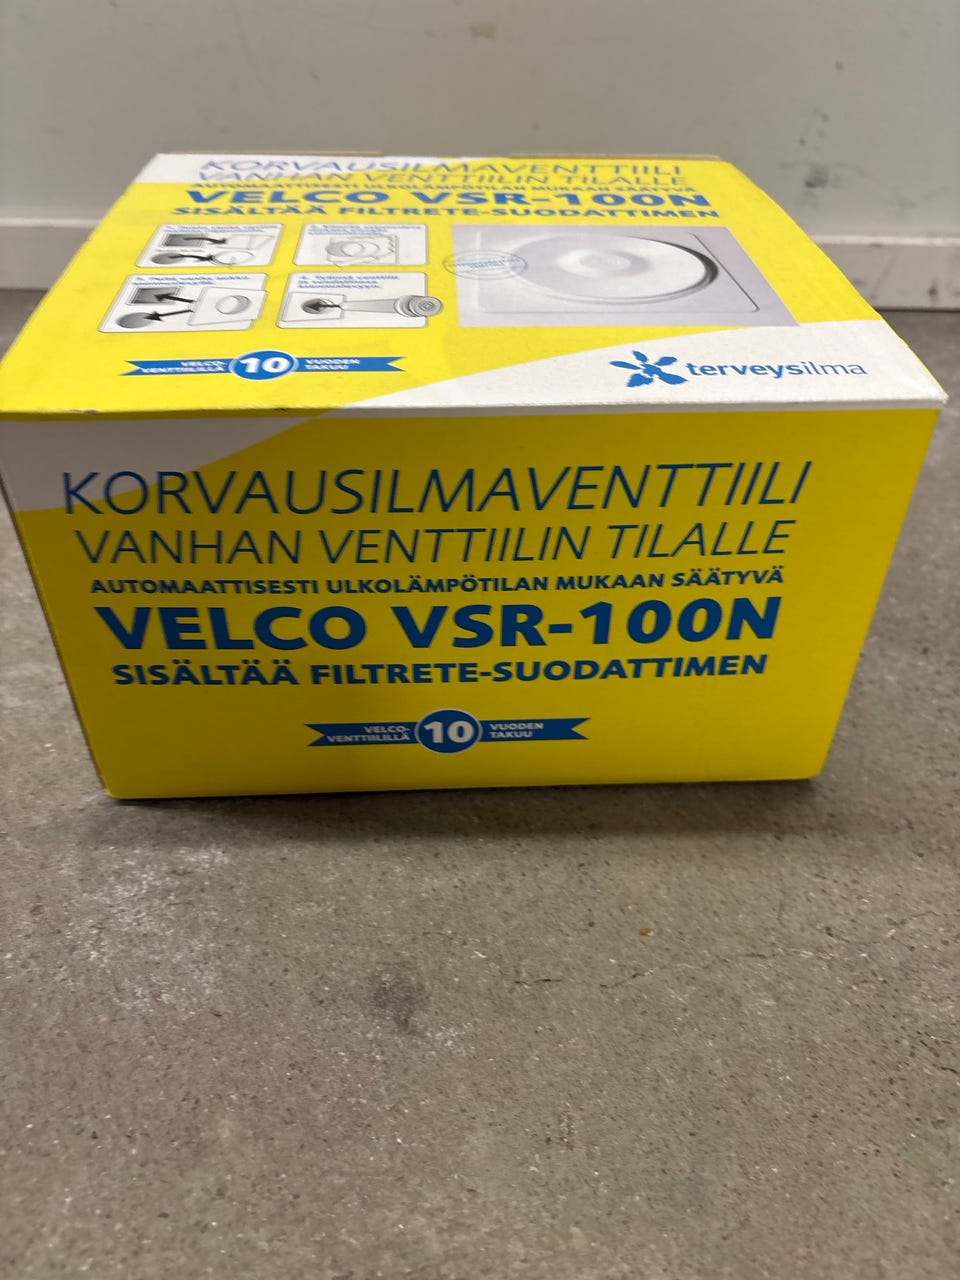 KORVAUSILMAVENTTIILI
VANHAN VENTTIILIN TILALLE
AUTOMAATTISESTI ULKOLÄMPÖTILAN MUKAAN SÄÄTYVÄ
VELCO VSR-100N
SISÄLTÄÄ FILTRETE-SUODATTIMEN
VELCO-
VENTTIILILLÄ
10
VUODEN
TAKUU
terveysilma
KORVAUSILMAVENTTIILI
VANHAN VENTTIILIN TILALLE
AUTOMAATTISESTI ULKOLÄMPÖTILAN MUKAAN SÄÄTYVÄ
VELCO VSR-100N
SISÄLTÄÄ FILTRETE-SUODATTIMEN
VELCO-
VENTTIILILLÄ
10
VUODEN
TAKUU